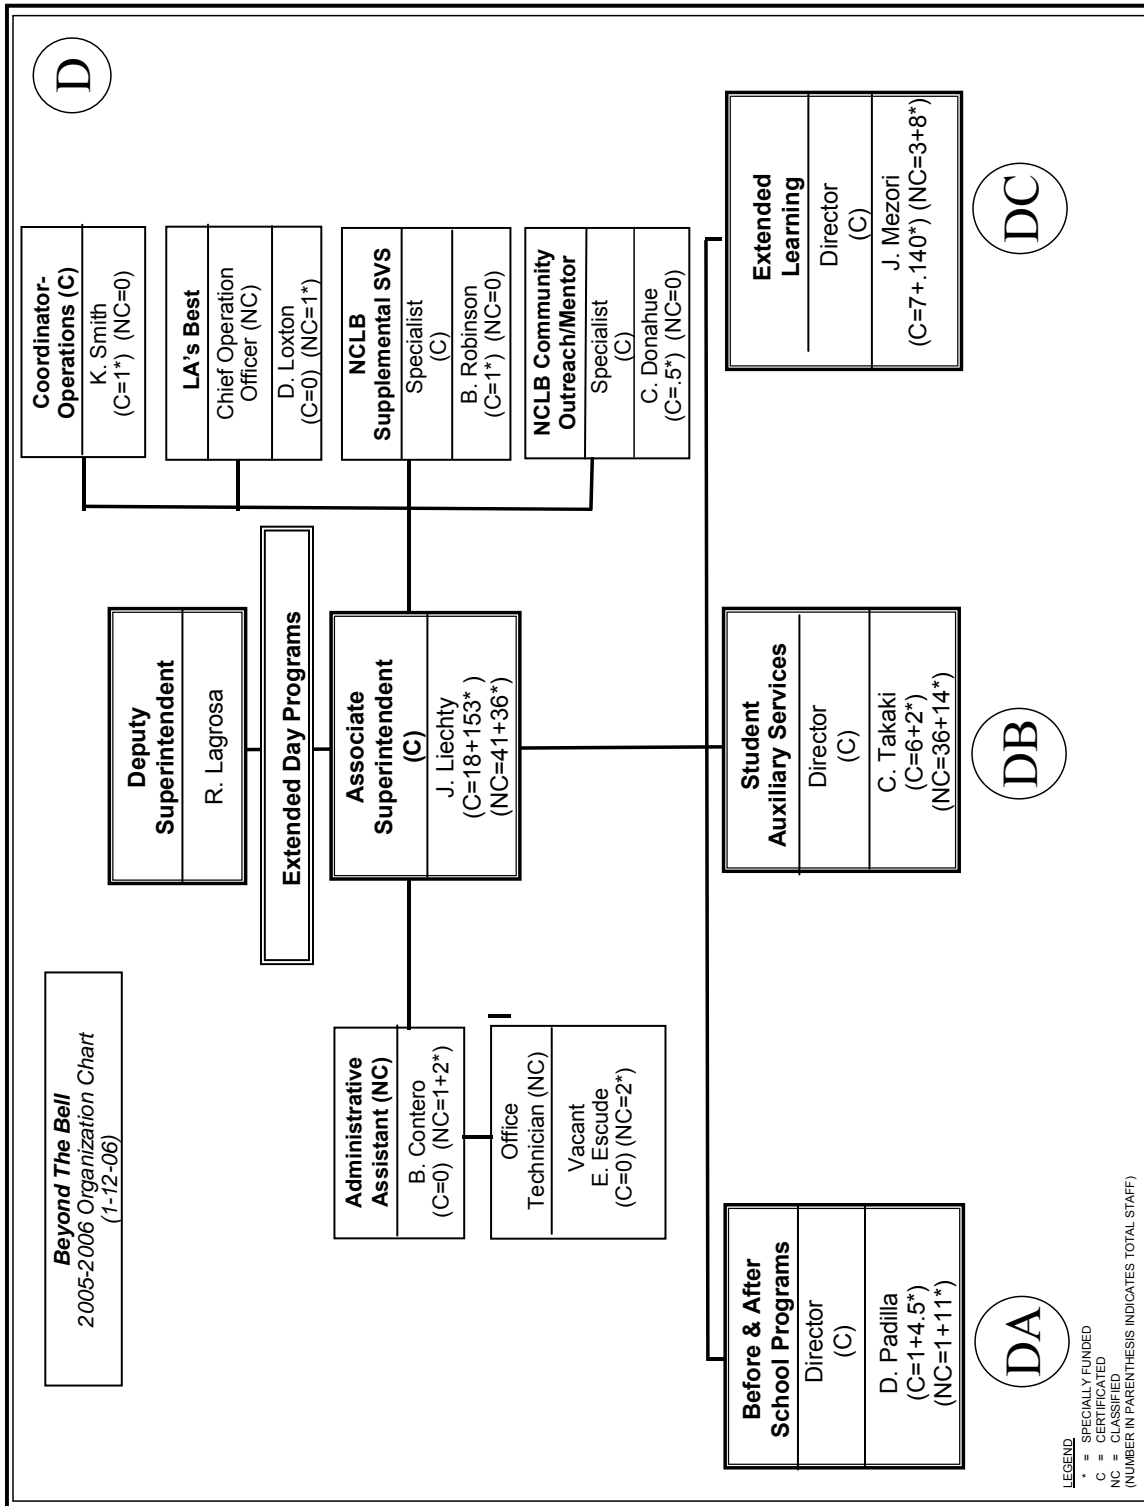 Beyond The Bell
2005-2006 Organization Chart
(1-12-06)
D
Deputy
Superintendent
R. Lagrosa
Extended Day Programs
Associate
Superintendent
(C)
J. Liechty
(C=18+153* )
(NC=41+36*)
Administrative
Assistant (NC)
B. Contero
(C=0) (NC=1+2*)
Office
Technician (NC)
Vacant
E. Escude
(C=0) (NC=2*)
Coordinator-
Operations (C)
K. Smith
(C=1*) (NC=0)
LA's Best
Chief Operation
Officer (NC)
D. Loxton
(C=0) (NC=1*)
NCLB
Supplemental SVS
Specialist
(C)
B. Robinson
(C=1*) (NC=0)
NCLB Community
Outreach/Mentor
Specialist
(C)
C. Donahue
(C=.5*) (NC=0)
Before & After
School Programs
Director
(C)
D. Padilla
(C=1+4.5*)
(NC=1+11*)
DA
Student
Auxiliary Services
Director
(C)
C. Takaki
(C=6+2*)
(NC=36+14*)
DB
Extended
Learning
Director
(C)
J. Mezori
(C=7+.140*) (NC=3+8*)
DC
LEGEND
* = SPECIALLY FUNDED
C = CERTIFICATED
NC = CLASSIFIED
(NUMBER IN PARENTHESIS INDICATES TOTAL STAFF)